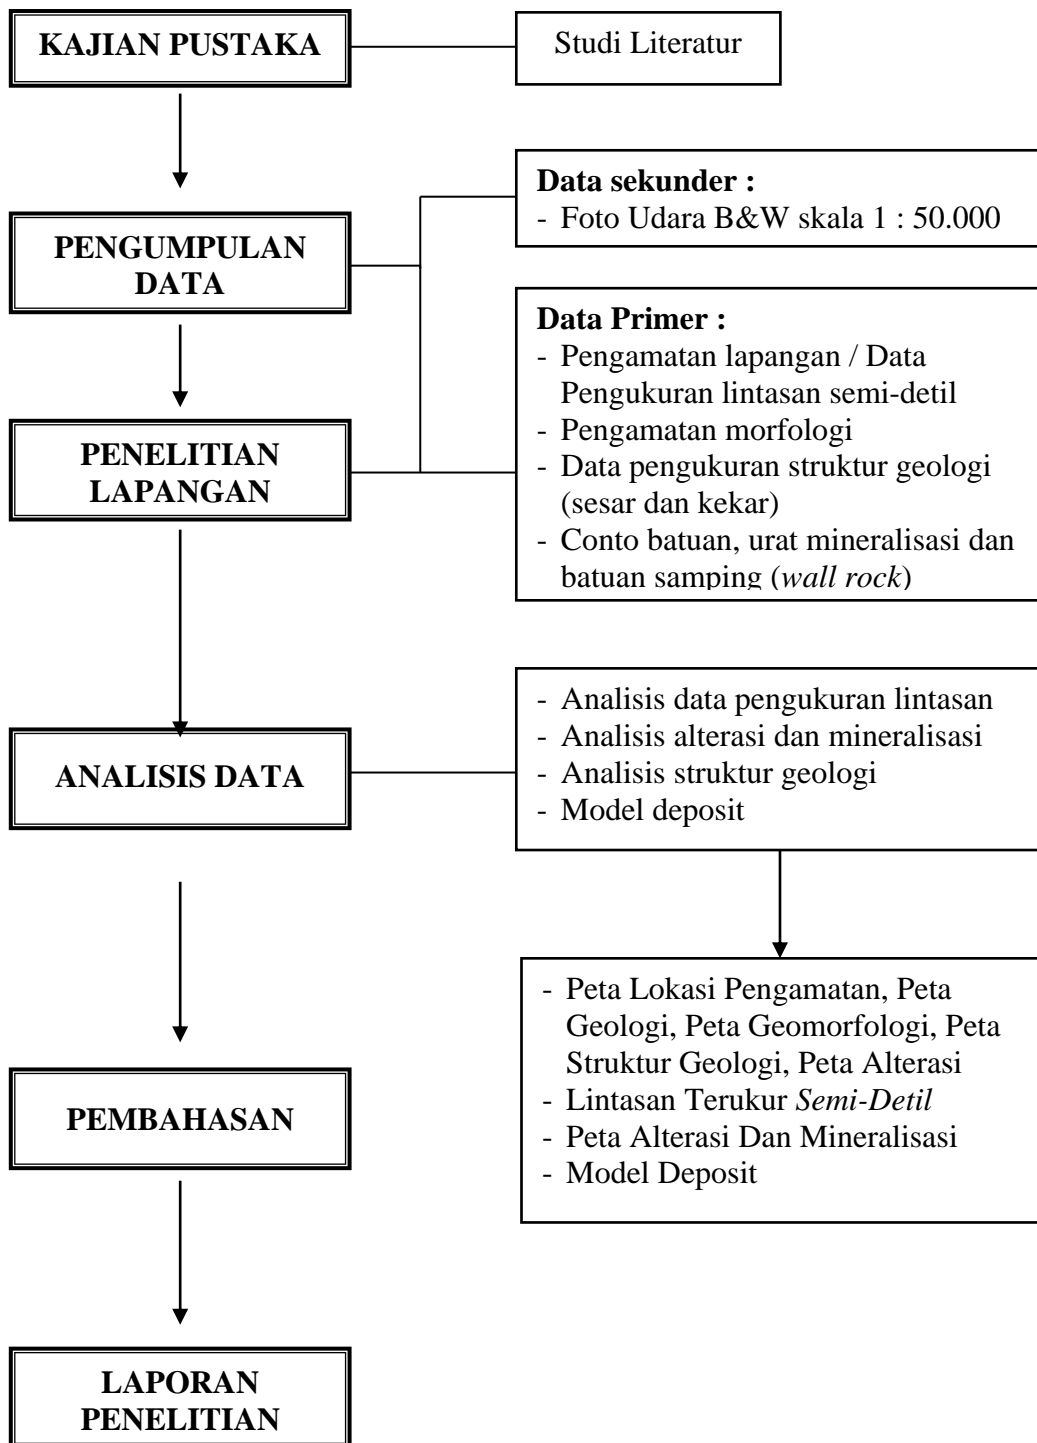 KAJIAN PUSTAKA
Studi Literatur
Data sekunder :
- Foto Udara B&W skala 1 : 50.000
PENGUMPULAN
DATA
Data Primer :
- Pengamatan lapangan / Data
Pengukuran lintasan semi-detil
- Pengamatan morfologi
- Data pengukuran struktur geologi
(sesar dan kekar)
- Conto batuan, urat mineralisasi dan
batuan samping (wall rock)
PENELITIAN
LAPANGAN
- Analisis data pengukuran lintasan
- Analisis alterasi dan mineralisasi
- Analisis struktur geologi
- Model deposit
ANALISIS DATA
- Peta Lokasi Pengamatan, Peta
Geologi, Peta Geomorfologi, Peta
Struktur Geologi, Peta Alterasi
- Lintasan Terukur Semi-Detil
- Peta Alterasi Dan Mineralisasi
- Model Deposit
PEMBAHASAN
LAPORAN
PENELITIAN